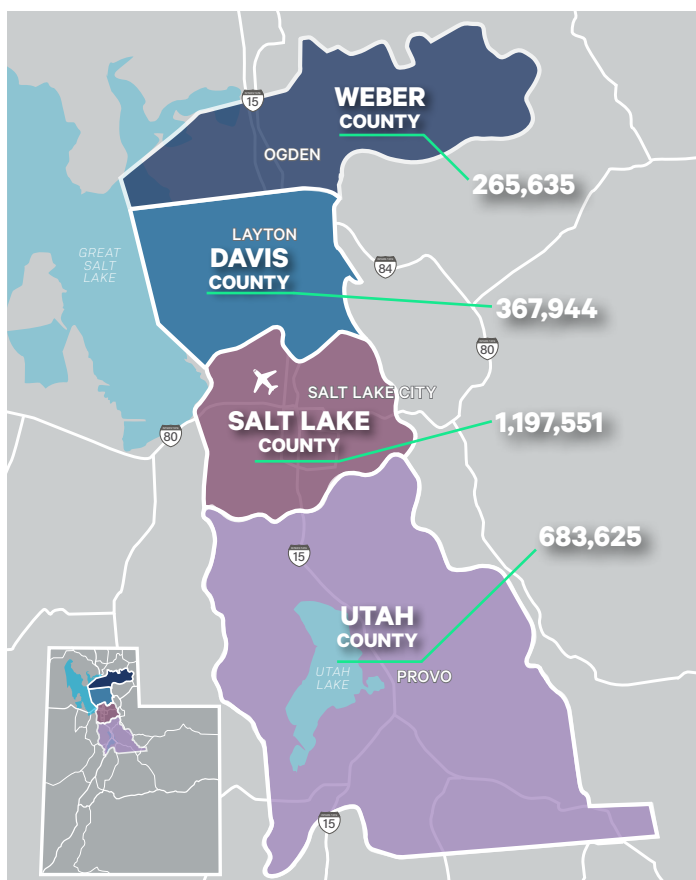 15
WEBER
COUNTY
OGDEN
265,635
GREAT
SALT
LAKE
LAYTON
DAVIS
COUNTY
84
367,944
80
SALT LAKE CITY
SALT LAKE
COUNTY
80
1,197,551
683,625
15
UTAH
COUNTY
UTAH
LAKE
PROVO
15